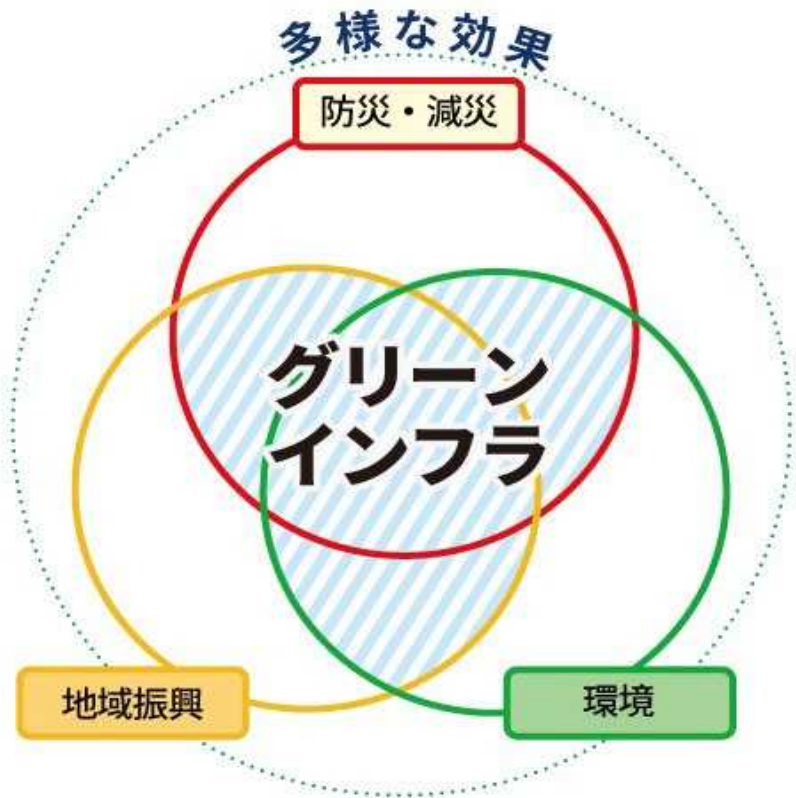 多様な効果
防災・減災
グリーン
インフラ
地域振興
環境